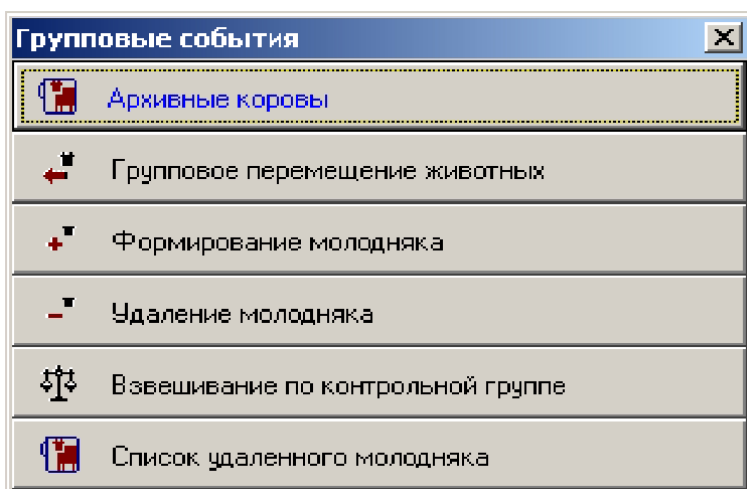 Групповые события
Архивные коровы
Групповое перемещение животных
Формирование молодняка
Удаление молодняка
Взвешивание по контрольной группе
Список удаленного молодняка